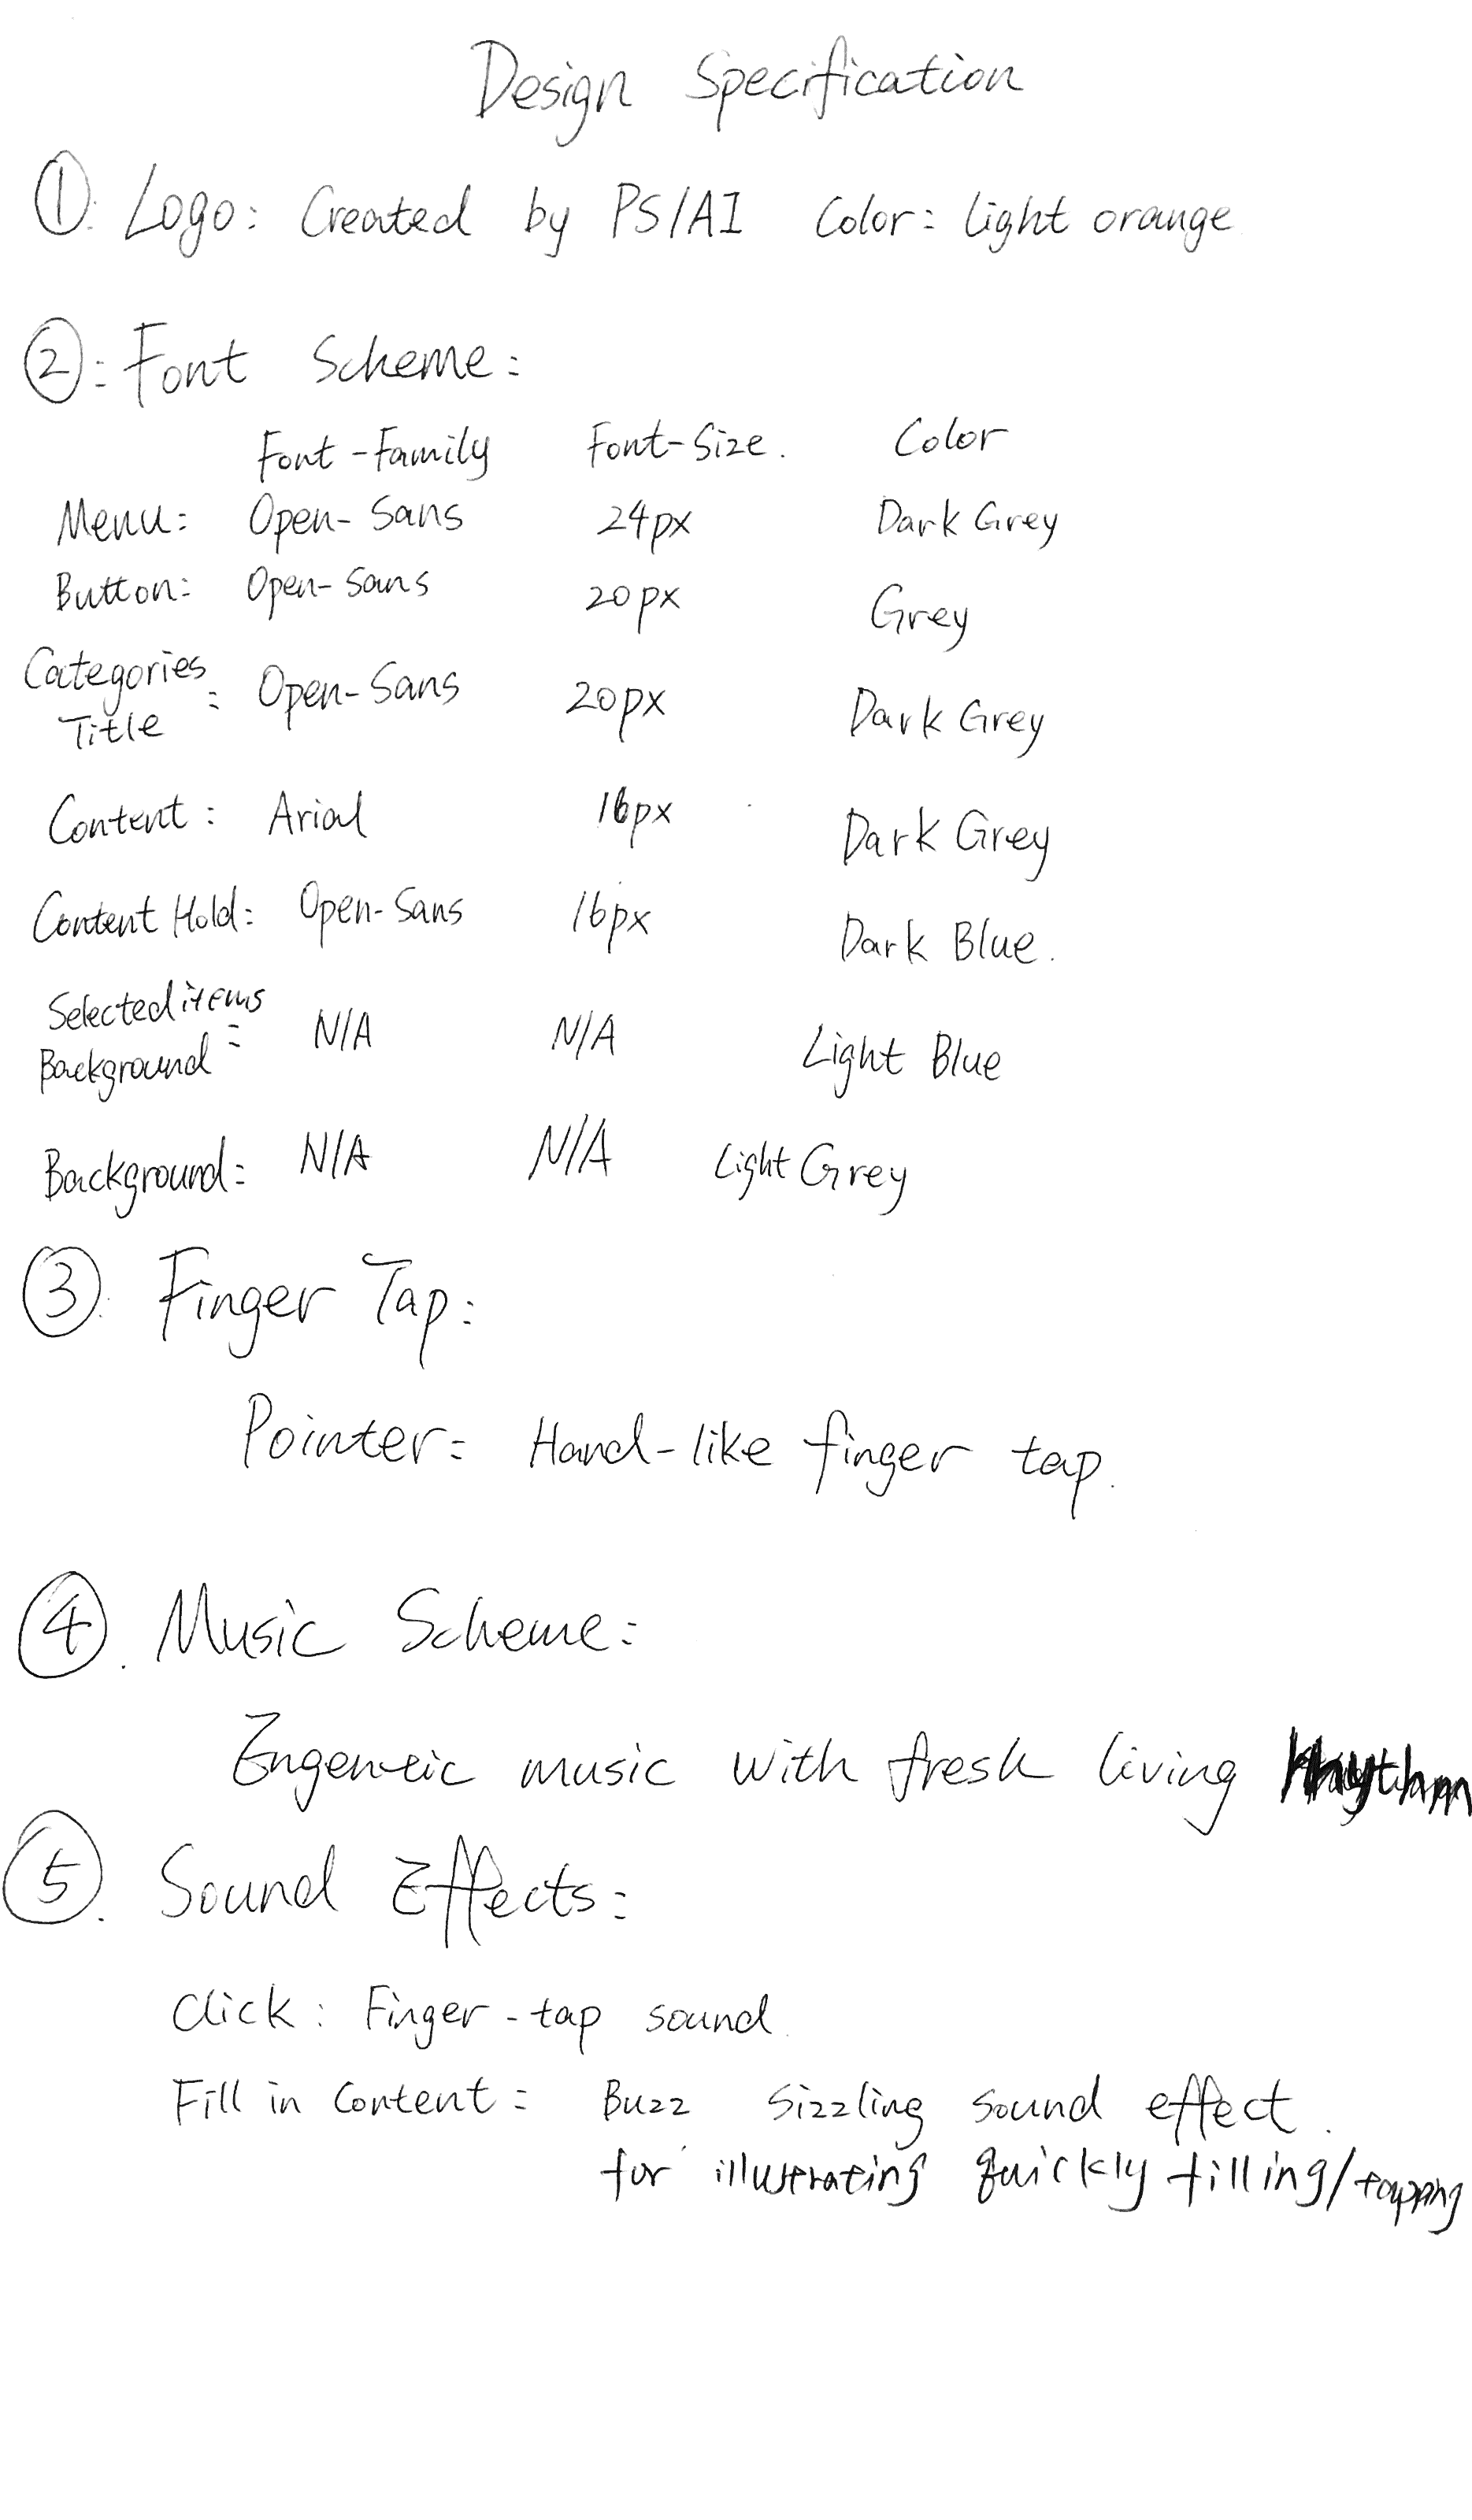 Design Specification
①. Logo: Created by PS/AI Color: light orange
②: Font Scheme:
Font-Family Font-Size. Color
Menu: Open-Sans 24px Dark Grey
Button: Open-Sans 20px Grey
Categories
Title : Open-Sans 20px Dark Grey
Content: Arial 16px Dark Grey
Content Hold: Open-Sans 16px Dark Blue.
Selected items
Background : N/A N/A Light Blue
Background: N/A N/A Light Grey
③. Finger Tap:
Pointer: Hand-like finger tap.
④. Music Scheme:
music with fresh living rhythm
⑤. Sound Effects:
Click: Finger-tap sound.
Fill in Content: Buzz sizzling sound effect.
for illustrating quickly filling/tapping